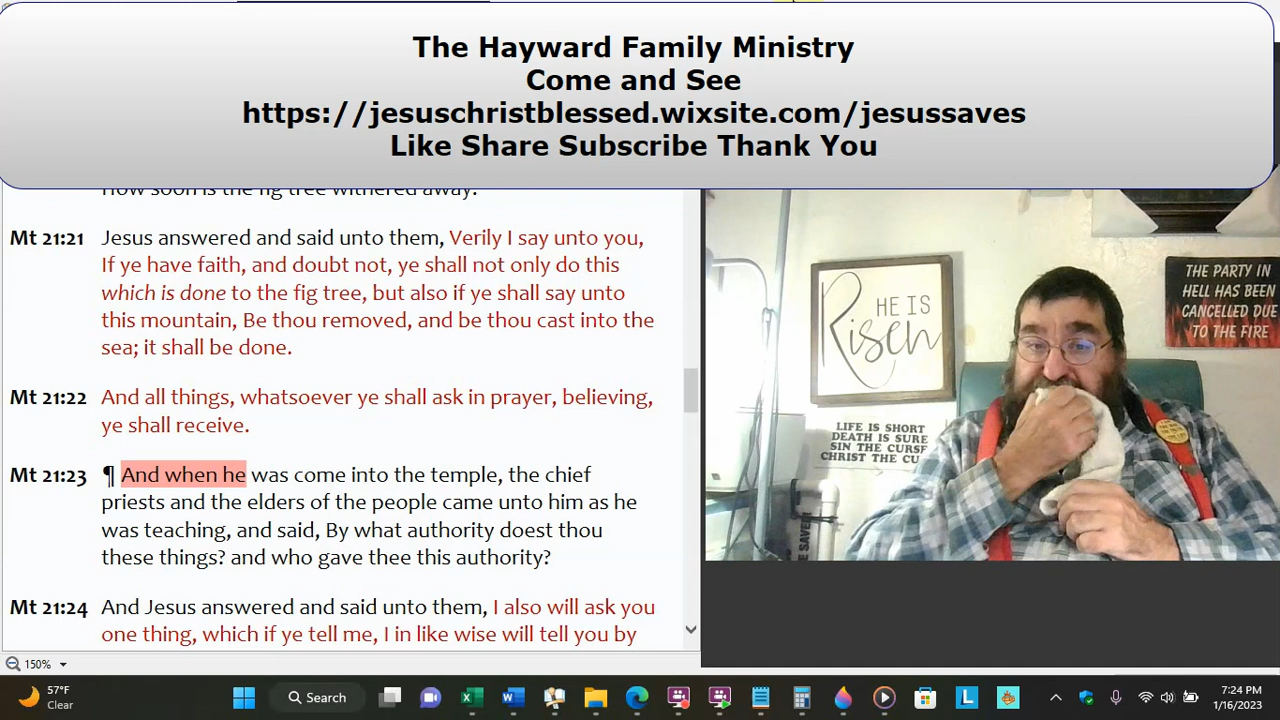 The Hayward Family Ministry
Come and See
https://jesuschristblessed.wixsite.com/jesussaves
Like Share Subscribe Thank You
How soon is the fig tree withered away!
Mt 21:21 Jesus answered and said unto them, Verily I say unto you,
If ye have faith, and doubt not, ye shall not only do this
which is done to the fig tree, but also if ye shall say unto
this mountain, Be thou removed, and be thou cast into the
sea; it shall be done.
Mt 21:22 And all things, whatsoever ye shall ask in prayer, believing,
ye shall receive.
Mt 21:23 ¶ And when he was come into the temple, the chief
priests and the elders of the people came unto him as he
was teaching, and said, By what authority doest thou
these things? and who gave thee this authority?
Mt 21:24 And Jesus answered and said unto them, I also will ask you
one thing, which if ye tell me, I in like wise will tell you by
HE IS
Risen
THE PARTY IN
HELL HAS BEEN
CANCELLED DUE
TO THE FIRE
LIFE IS SHORT
DEATH IS SURE
SIN THE CURSE
CHRIST THE CU
150%
57°F
Clear
Search
7:24 PM
1/16/2023